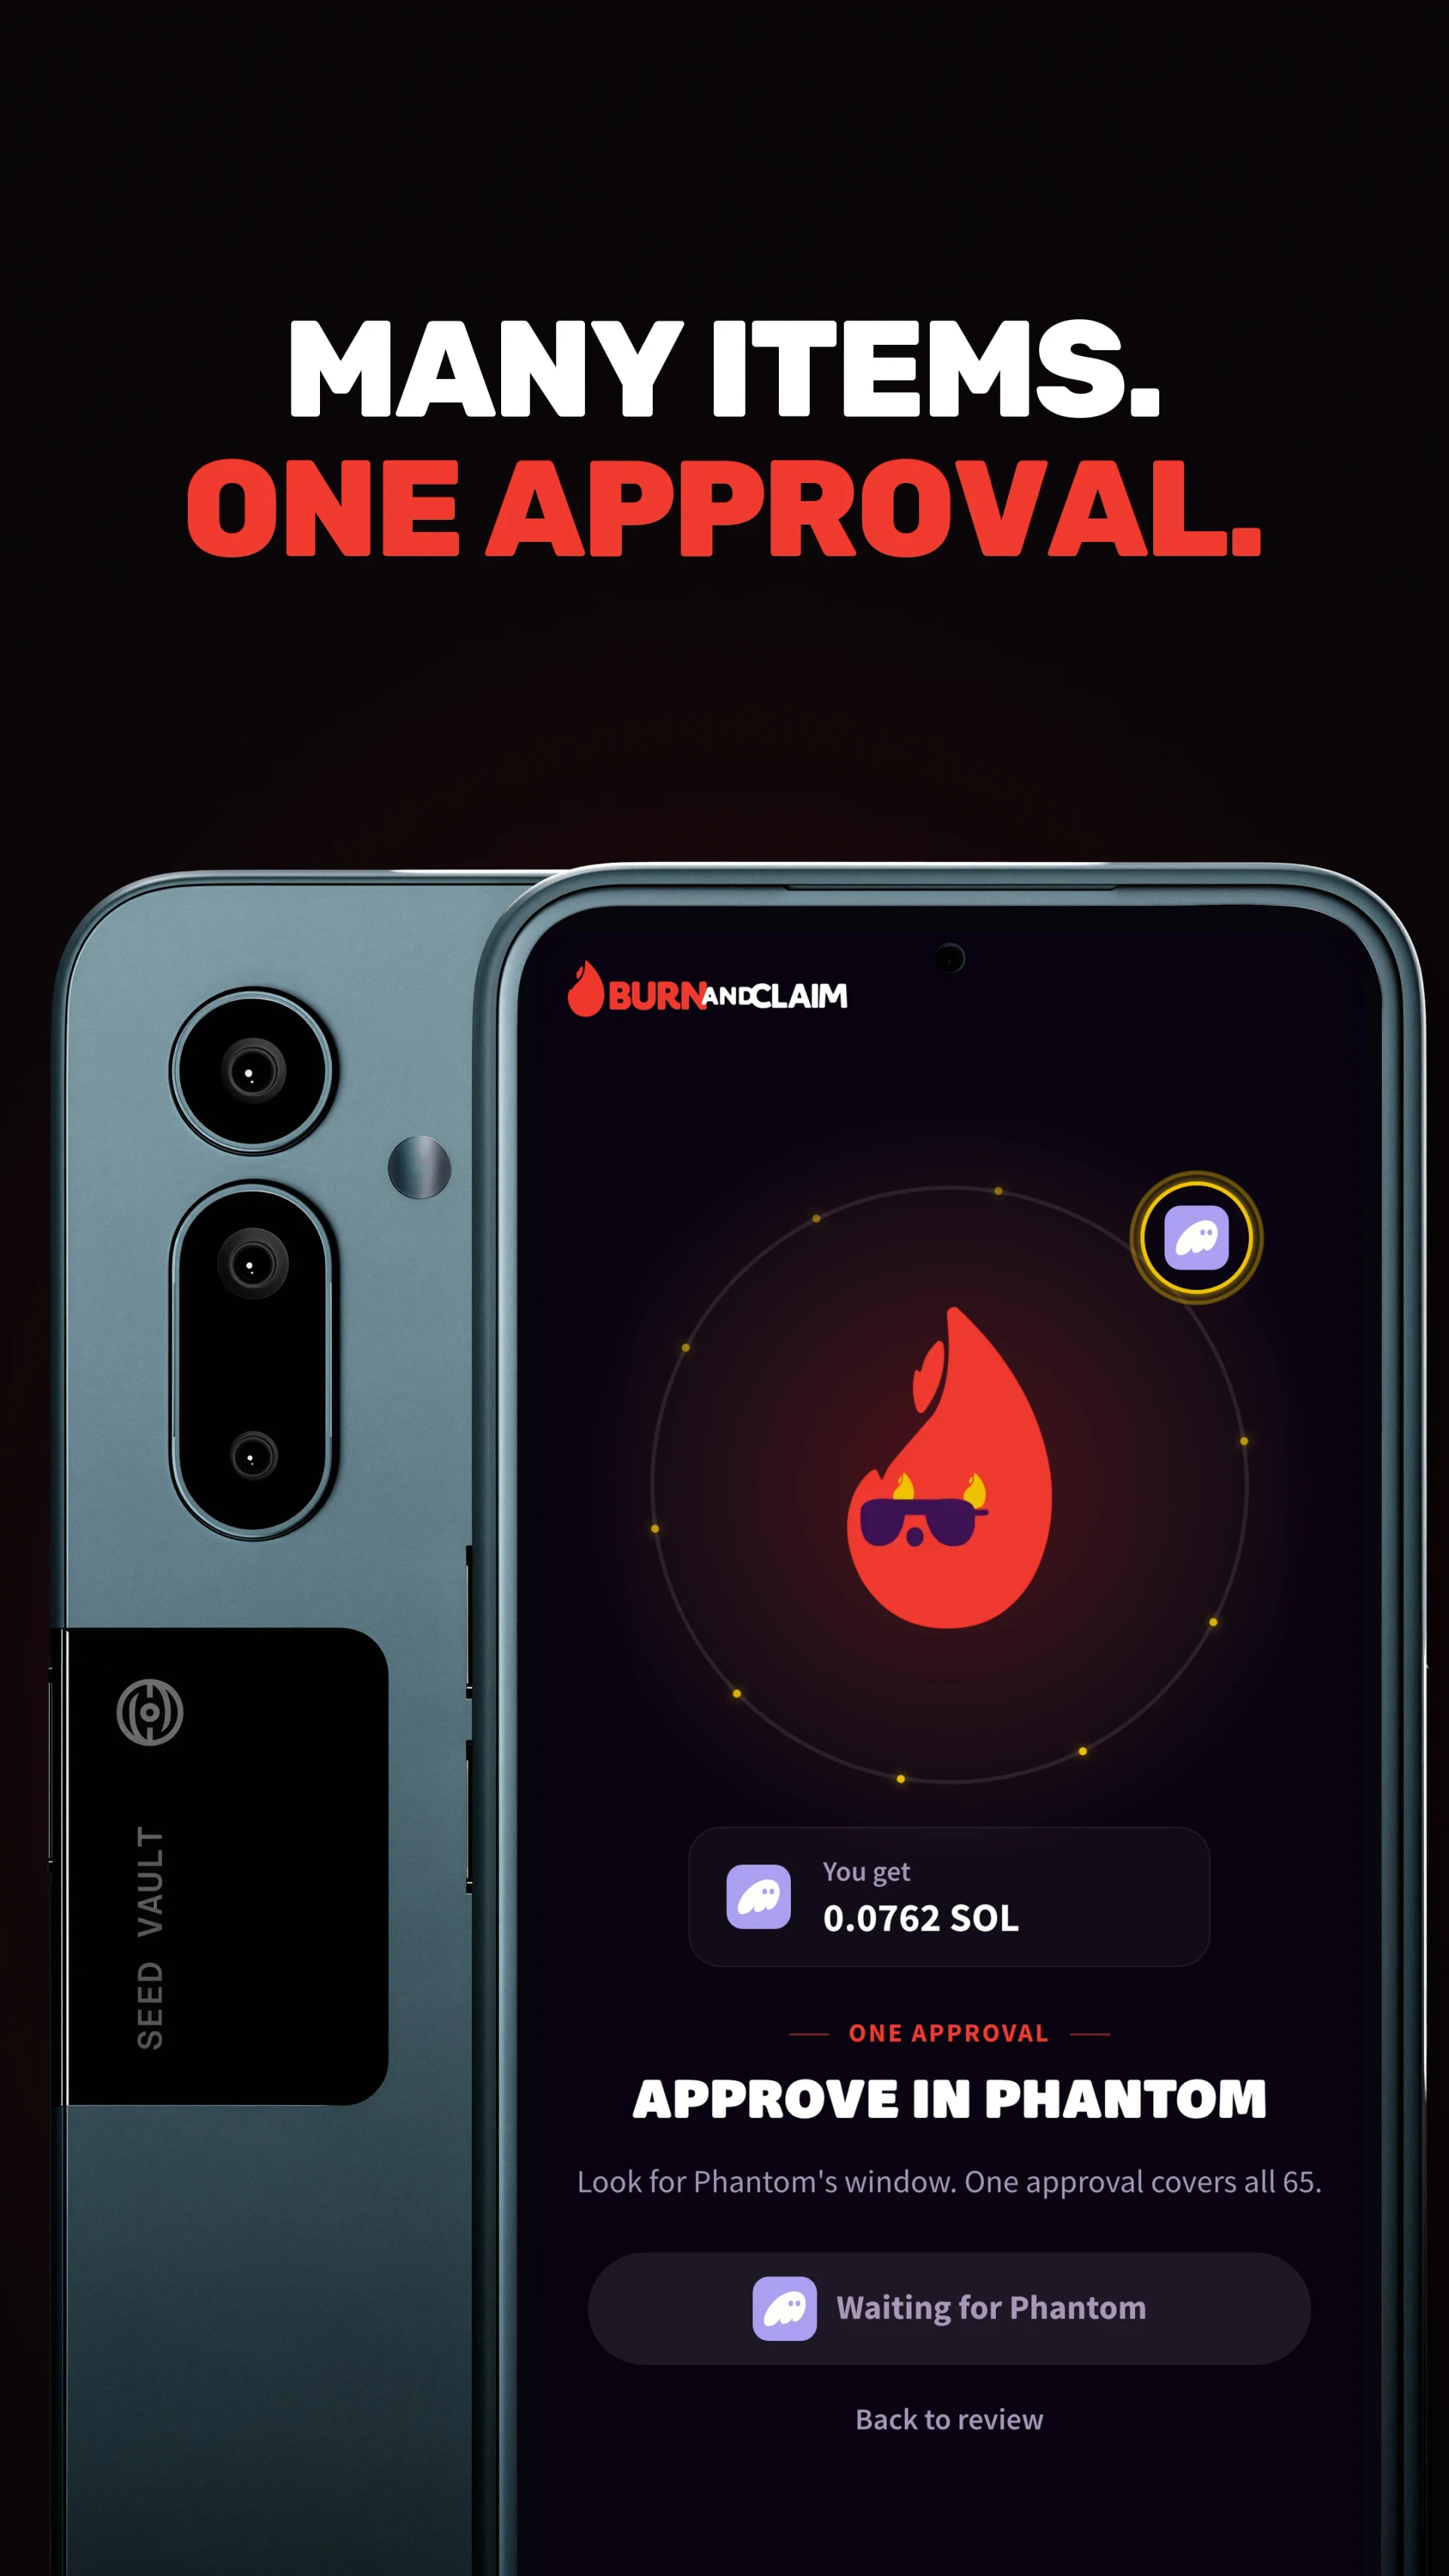 MANY ITEMS.
ONE APPROVAL.
BURNANDCLAIM
SEED VAULT
You get
0.0762 SOL
ONE APPROVAL
APPROVE IN PHANTOM
Look for Phantom's window. One approval covers all 65.
Waiting for Phantom
Back to review